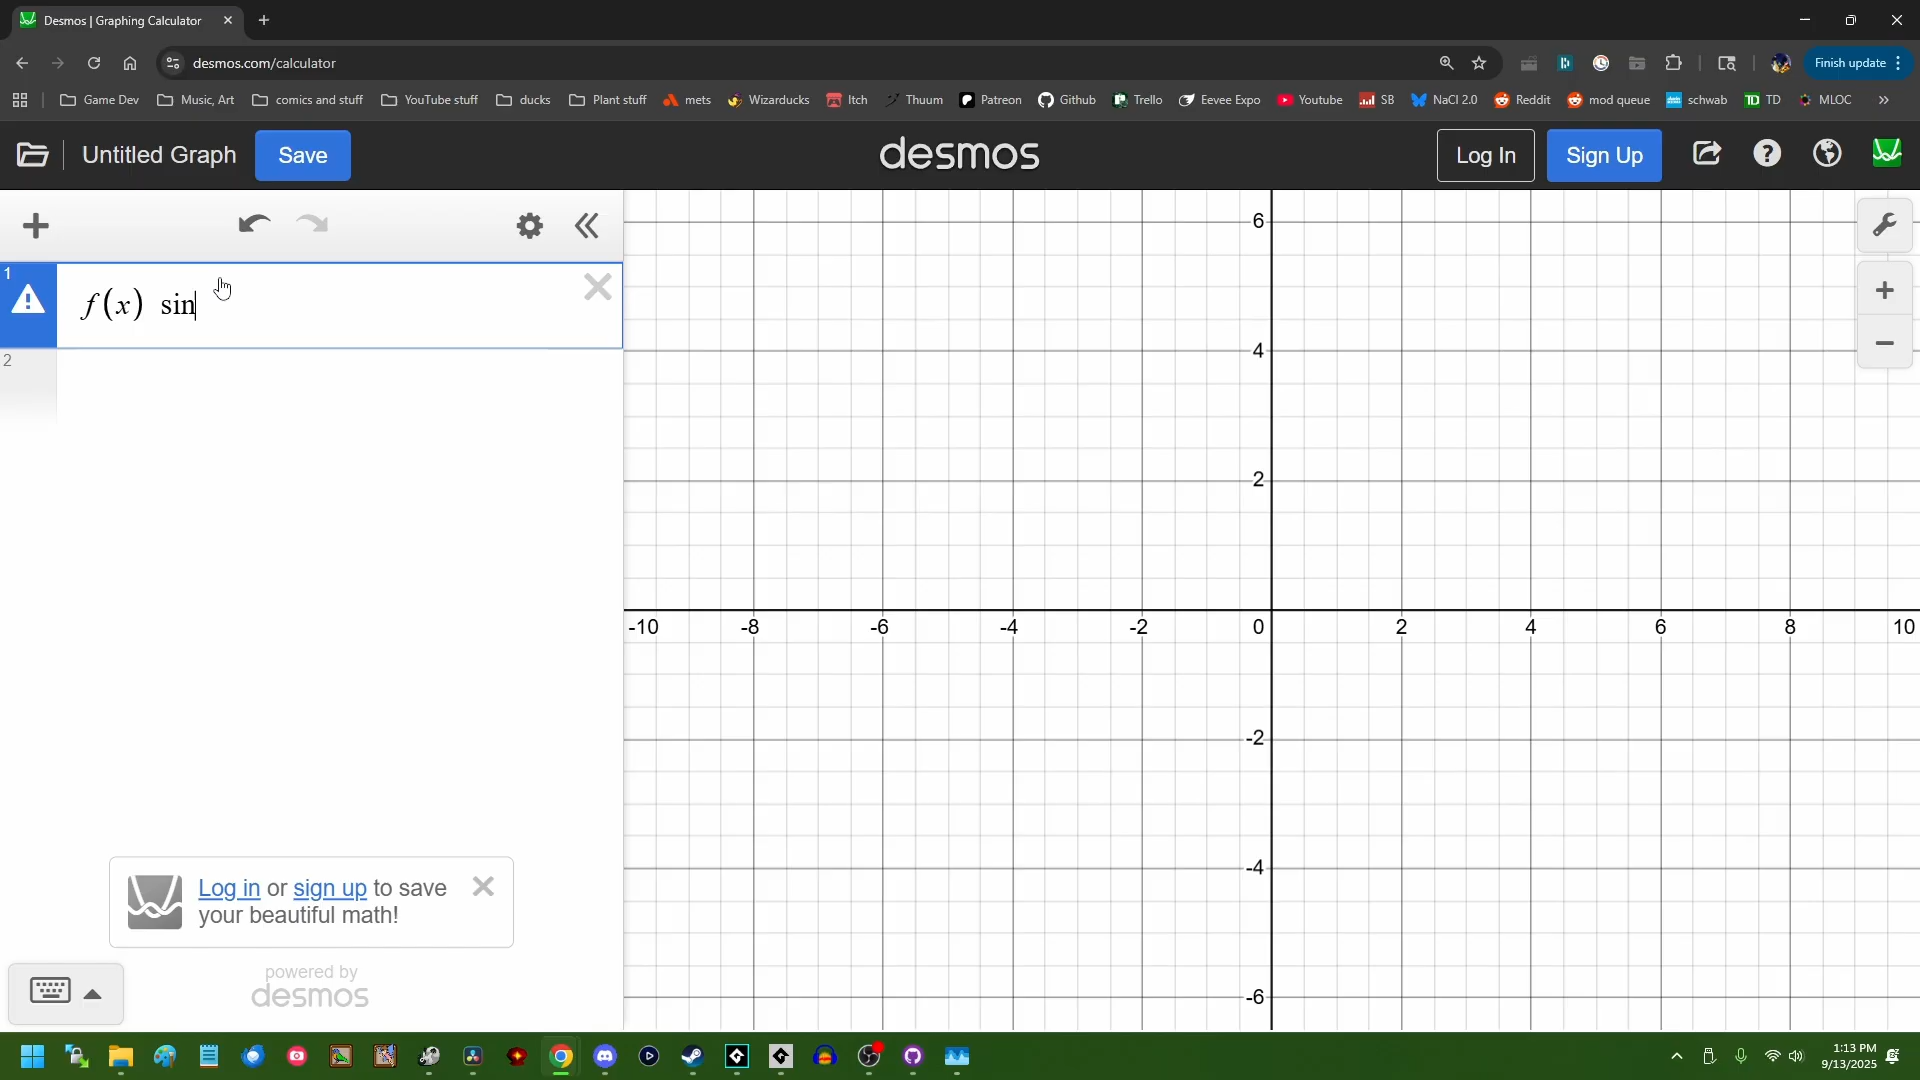 Desmos | Graphing Calculator
desmos.com/calculator
Finish update
Game Dev Music, Art comics and stuff YouTube stuff ducks Plant stuff mets Wizarducks Itch Thuum Patreon Github Trello Eevee Expo Youtube SB NaCl 2.0 Reddit mod queue schwab TD TD MLOC »
Untitled Graph Save desmos Log In Sign Up
1
f(x) sin
2
6
4
2
-10 -8 -6 -4 -2 0 2 4 6 8 10
-2
-4
-6
Log in or sign up to save
your beautiful math!
powered by
desmos
1:13 PM
9/13/2025